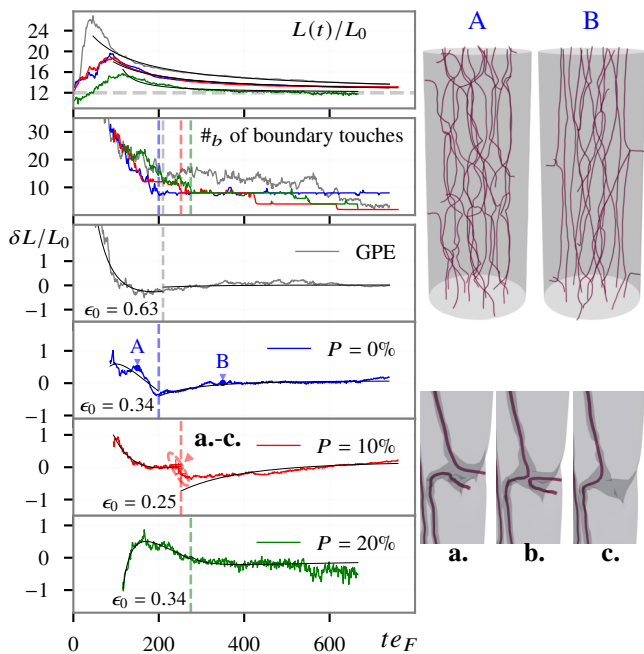 L(t)/L₀
24
20
16
12
#_b of boundary touches
30
20
10
δL/L₀
1
0
-1
GPE
ϵ₀ = 0.63
1
0
-1
A
B
P = 0%
ϵ₀ = 0.34
1
0
-1
a.-c.
P = 10%
ϵ₀ = 0.25
1
0
-1
P = 20%
ϵ₀ = 0.34
0
200
400
600
te_F
A
B
a.
b.
c.